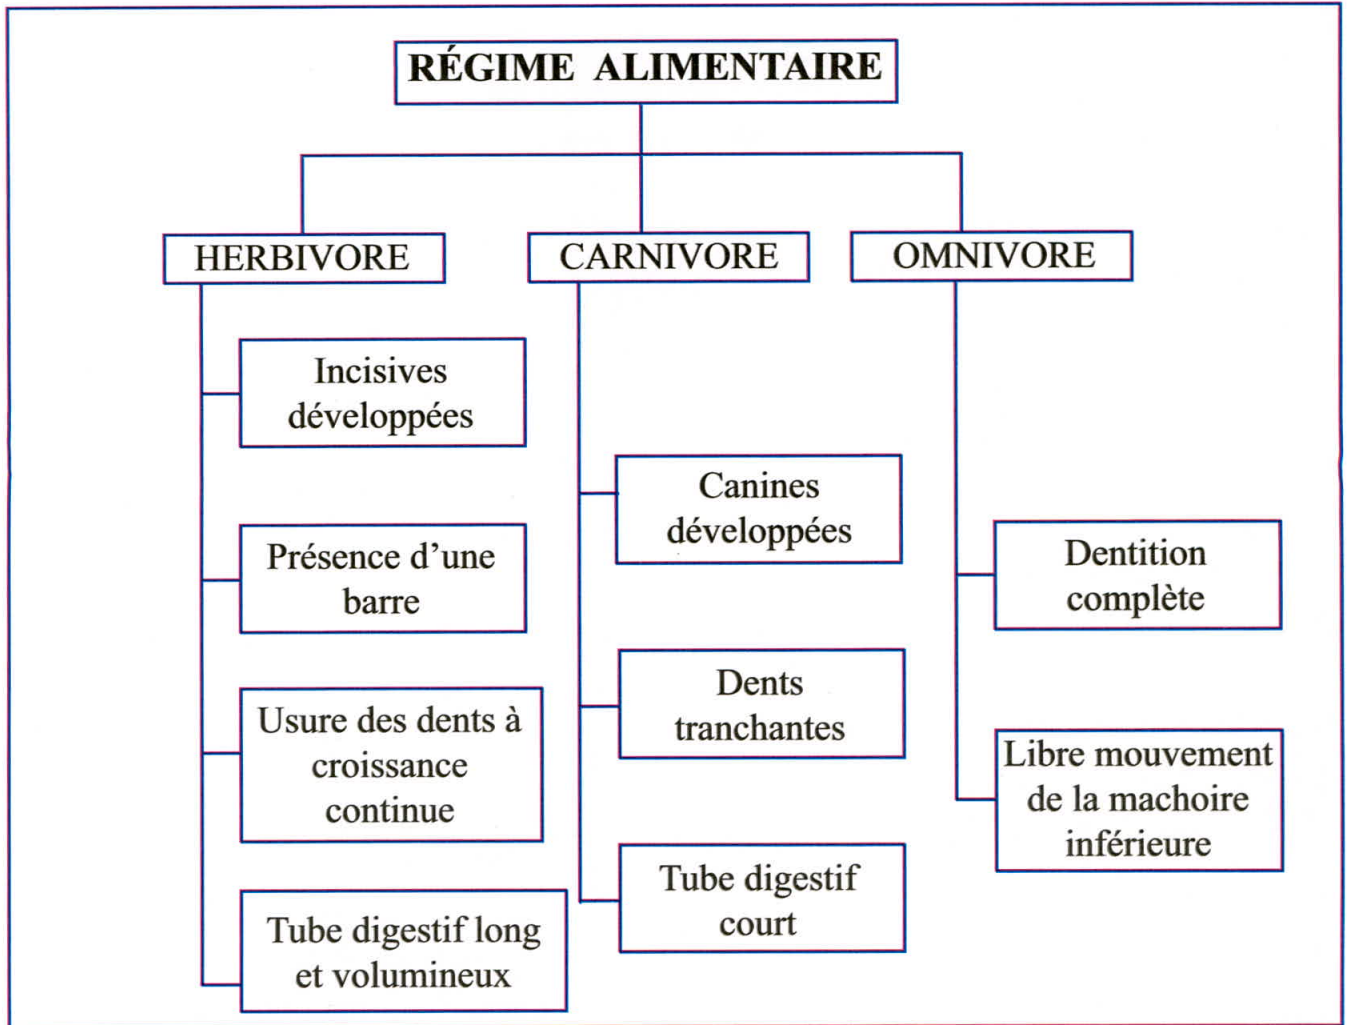 RÉGIME ALIMENTAIRE
HERBIVORE
CARNIVORE
OMNIVORE
Incisives
développées
Présence d’une
barre
Usure des dents à
croissance
continue
Tube digestif long
et volumineux
Canines
développées
Dents
tranchantes
Tube digestif
court
Dentition
complète
Libre mouvement
de la machoire
inférieure